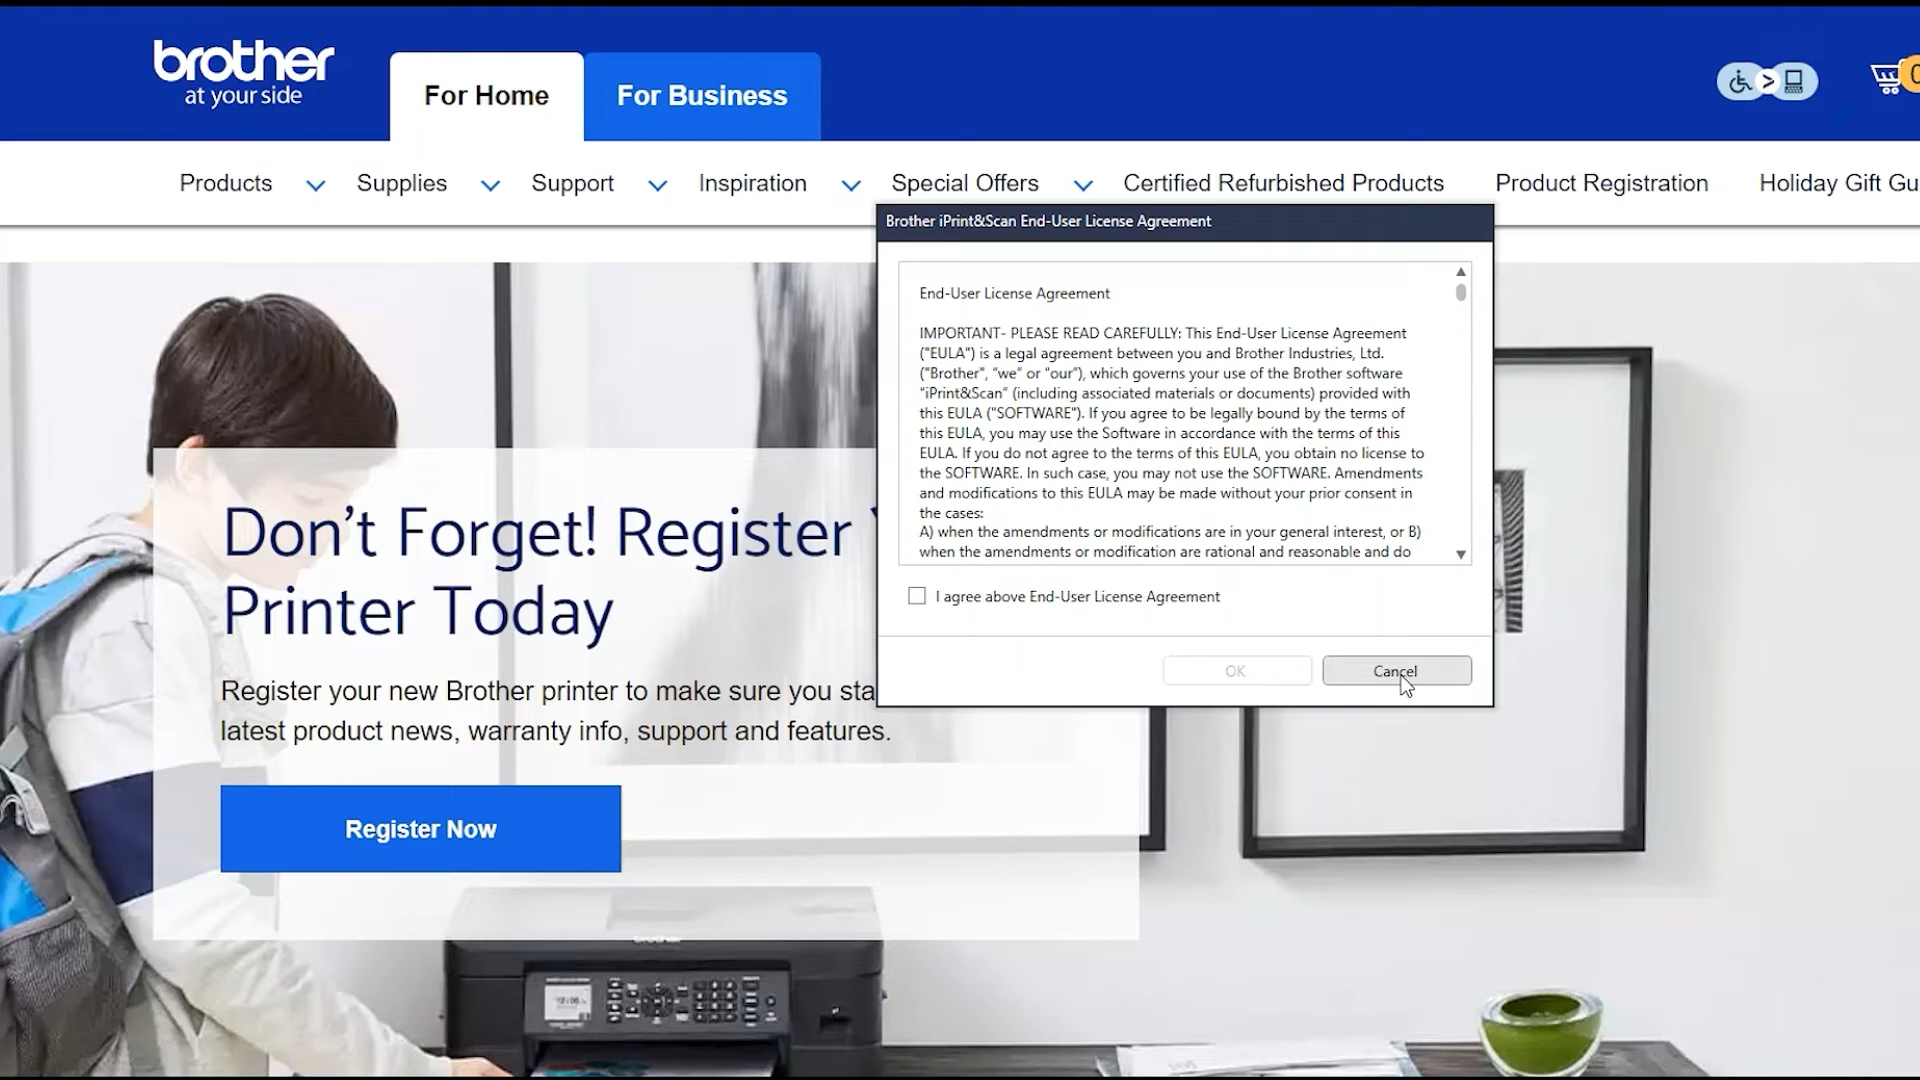 brother
at your side
For Home
For Business
Products
Supplies
Support
Inspiration
Special Offers
Certified Refurbished Products
Product Registration
Holiday Gift Gu
Brother iPrint&Scan End-User License Agreement
End-User License Agreement
IMPORTANT- PLEASE READ CAREFULLY: This End-User License Agreement
("EULA") is a legal agreement between you and Brother Industries, Ltd.
("Brother", "we" or "our"), which governs your use of the Brother software
"iPrint&Scan" (including associated materials or documents) provided with
this EULA ("SOFTWARE"). If you agree to be legally bound by the terms of
this EULA, you may use the Software in accordance with the terms of this
EULA. If you do not agree to the terms of this EULA, you obtain no license to
the SOFTWARE. In such case, you may not use the SOFTWARE. Amendments
and modifications to this EULA may be made without your prior consent in
the cases:
A) when the amendments or modifications are in your general interest, or B)
when the amendments or modification are rational and reasonable and do
I agree above End-User License Agreement
OK
Cancel
Don't Forget! Register
Printer Today
Register your new Brother printer to make sure you sta
latest product news, warranty info, support and features.
Register Now
brother